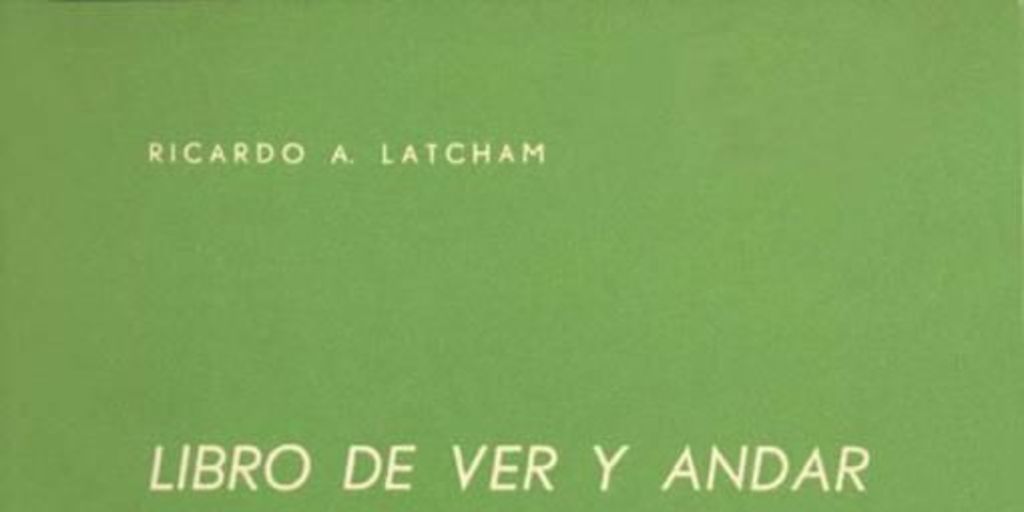 RICARDO A. LATCHAM
LIBRO DE VER Y ANDAR